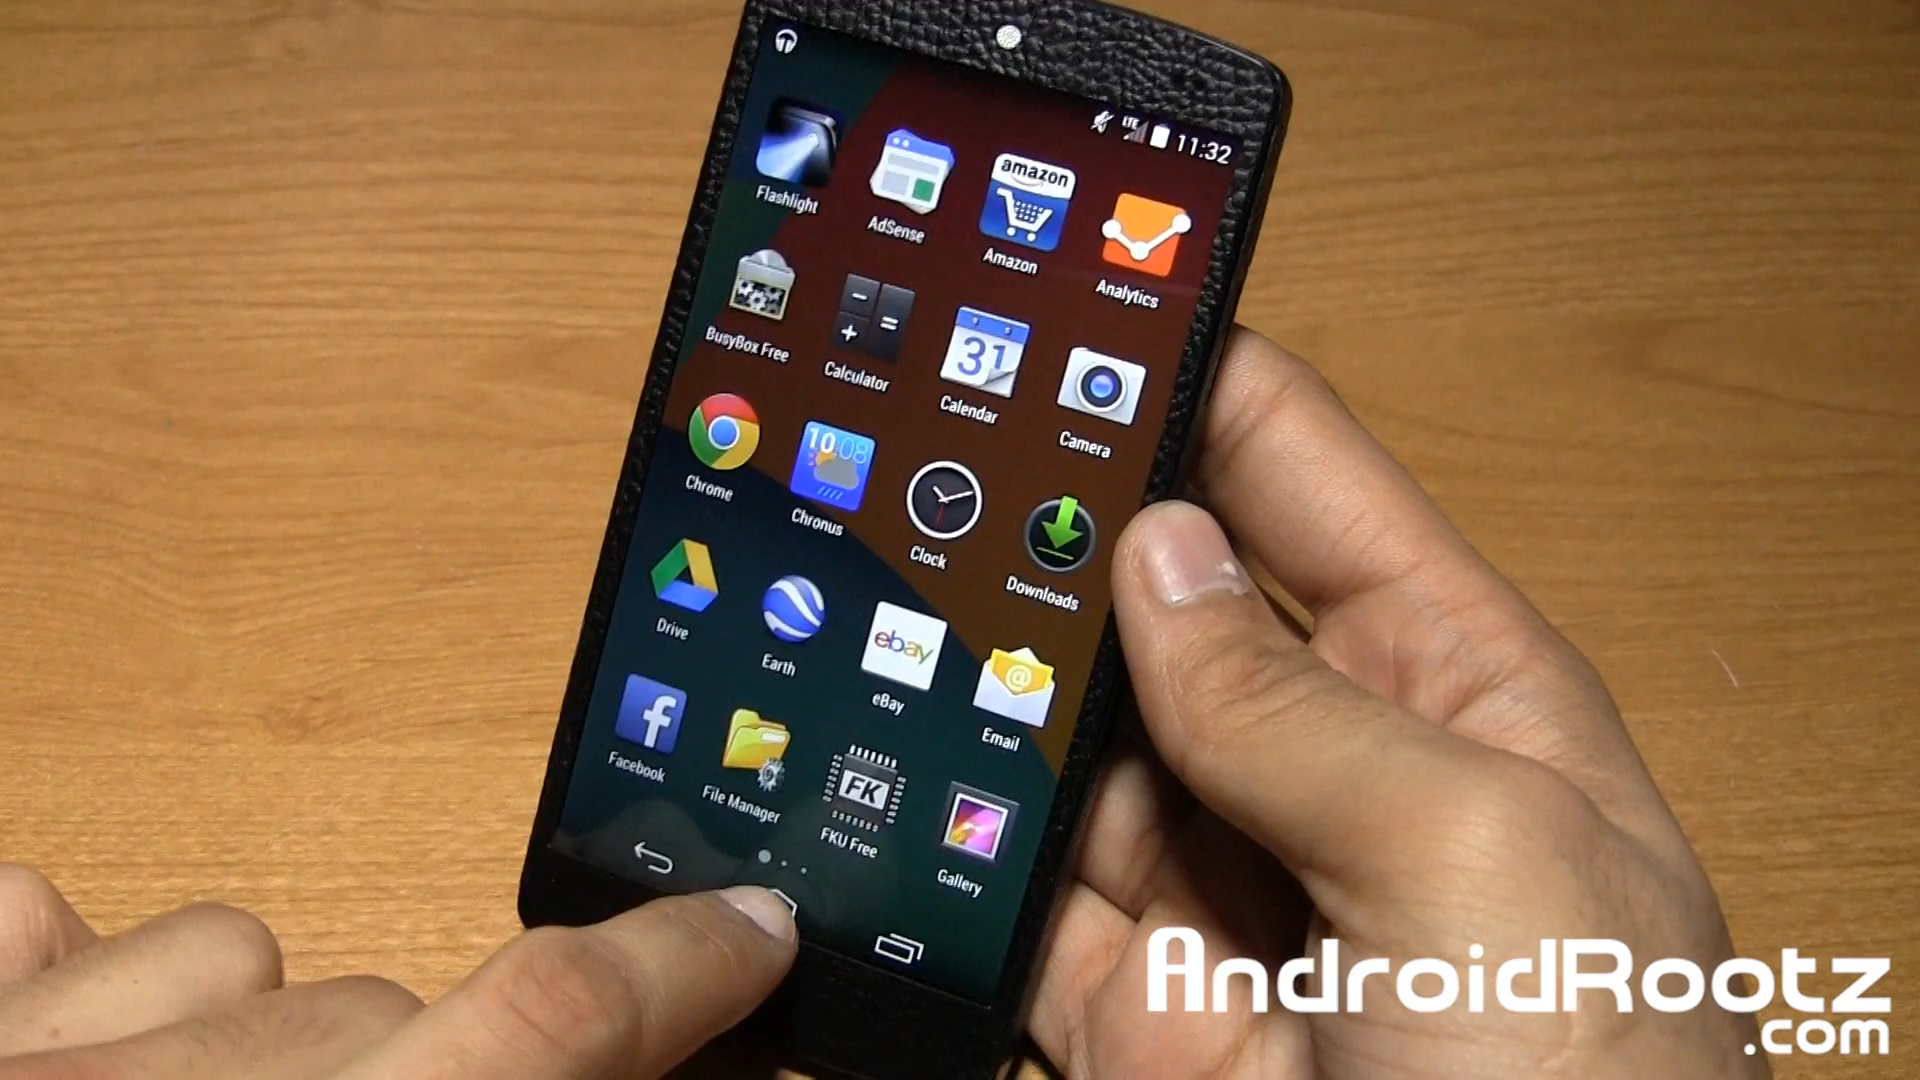 LTE 11:32
Flashlight
AdSense
amazon
Amazon
Analytics
BusyBox Free
Calculator
31
Calendar
Camera
Chrome
10:08
Chronus
Clock
Downloads
Drive
Earth
ebay
eBay
@
Email
f
Facebook
File Manager
FK
FKU Free
Gallery
AndroidRootz
.com